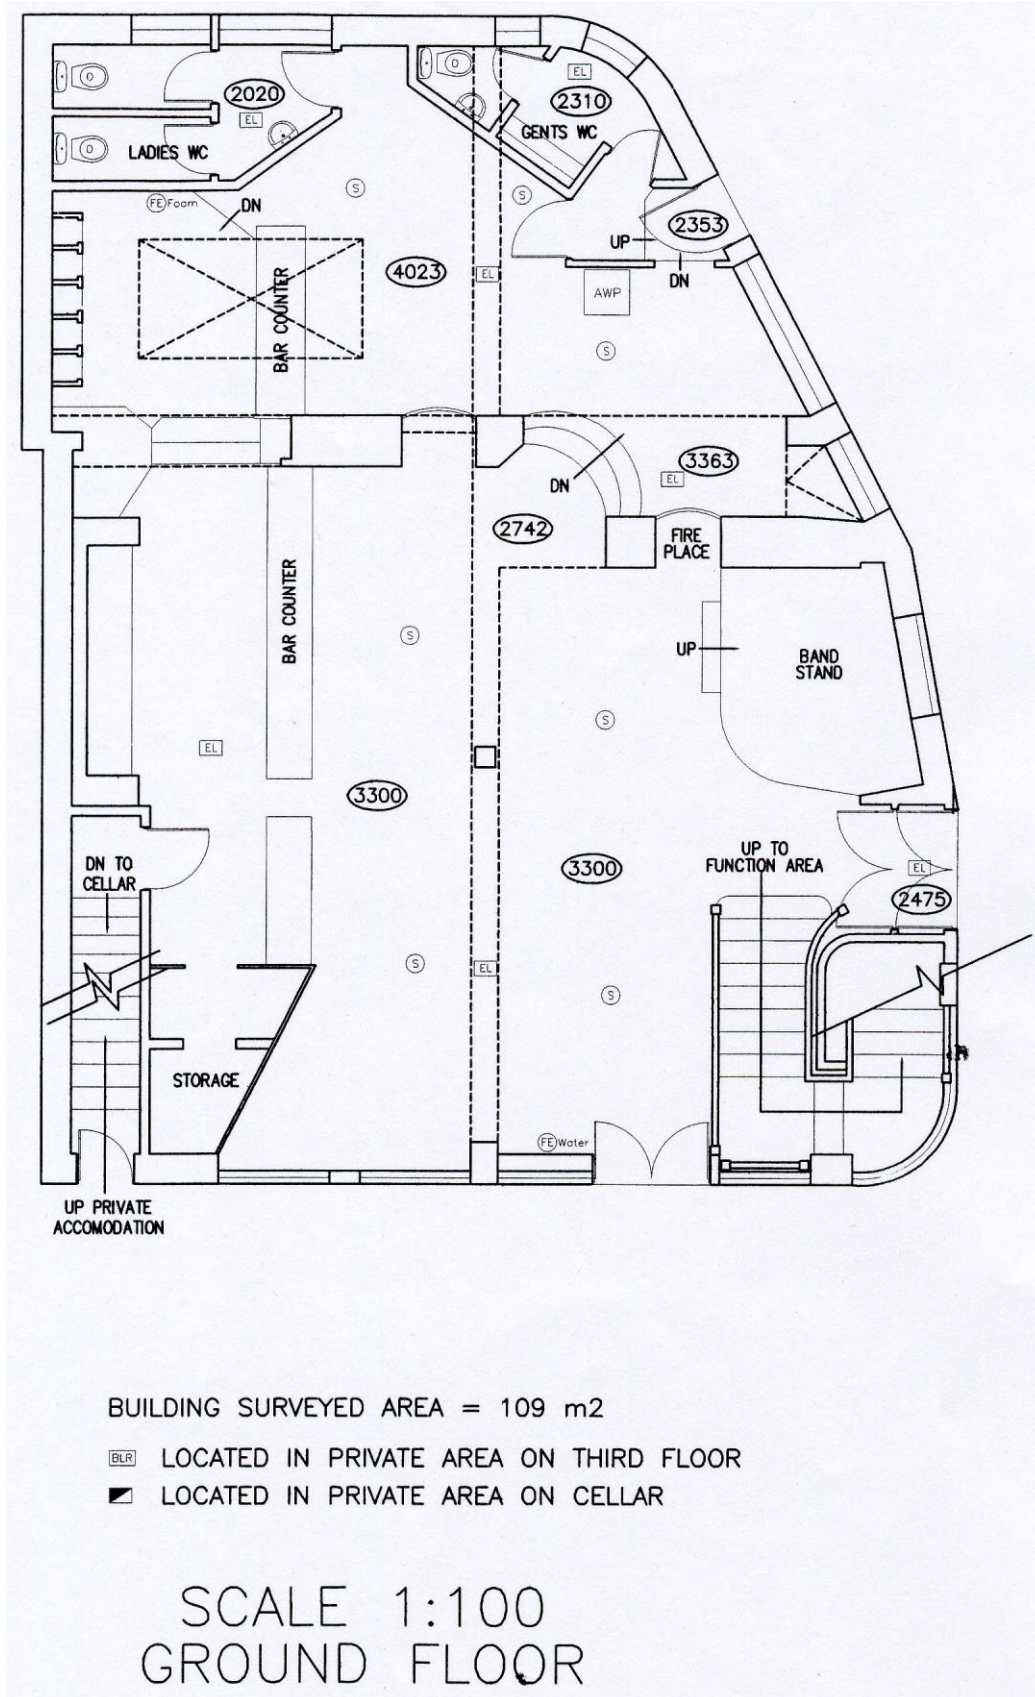 D
2020
EL
D
LADIES WC
D
EL
2310
GENTS WC
S
S
FE Foam
DN
2353
UP
DN
4023
EL
BAR COUNTER
AWP
S
3363
EL
DN
2742
FIRE
PLACE
BAR COUNTER
S
UP
BAND
STAND
S
EL
3300
UP TO
FUNCTION AREA
DN TO
CELLAR
3300
EL
2475
S
EL
S
STORAGE
FE Water
UP PRIVATE
ACCOMODATION
BUILDING SURVEYED AREA = 109 m2
BLR LOCATED IN PRIVATE AREA ON THIRD FLOOR
LOCATED IN PRIVATE AREA ON CELLAR
SCALE 1:100
GROUND FLOOR